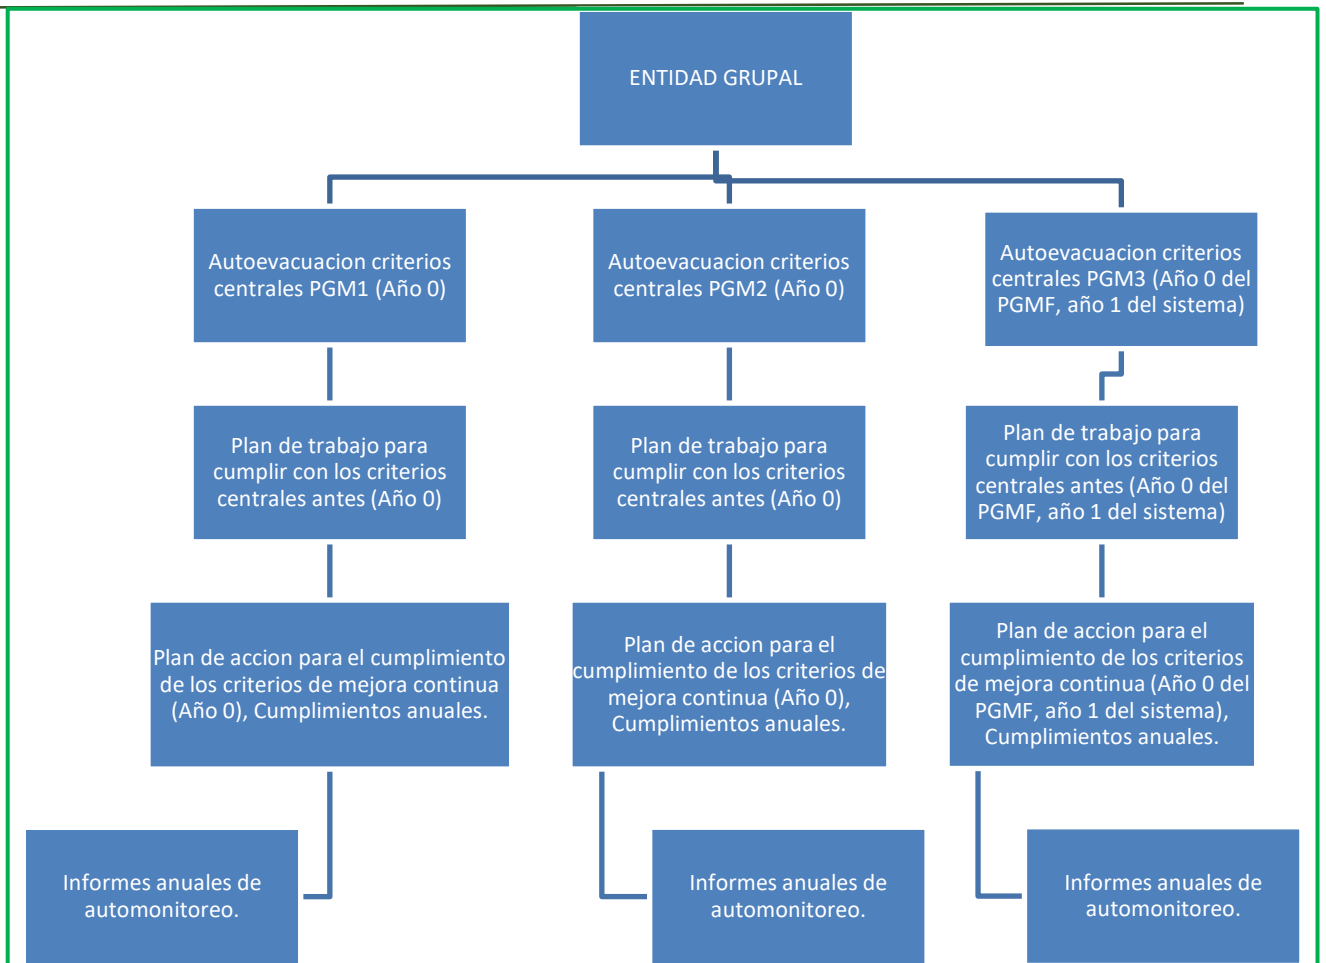 ENTIDAD GRUPAL
Autoevacuacion criterios
centrales PGM1 (Año 0)
Autoevacuacion criterios
centrales PGM2 (Año 0)
Autoevacuacion criterios
centrales PGM3 (Año 0 del
PGMF, año 1 del sistema)
Plan de trabajo para
cumplir con los criterios
centrales antes (Año 0)
Plan de trabajo para
cumplir con los criterios
centrales antes (Año 0)
Plan de trabajo para
cumplir con los criterios
centrales antes (Año 0 del
PGMF, año 1 del sistema)
Plan de accion para el cumplimiento
de los criterios de mejora continua
(Año 0), Cumplimientos anuales.
Plan de accion para el
cumplimiento de los criterios de
mejora continua (Año 0),
Cumplimientos anuales.
Plan de accion para el
cumplimiento de los criterios
de mejora continua (Año 0 del
PGMF, año 1 del sistema),
Cumplimientos anuales.
Informes anuales de
automonitoreo.
Informes anuales de
automonitoreo.
Informes anuales de
automonitoreo.